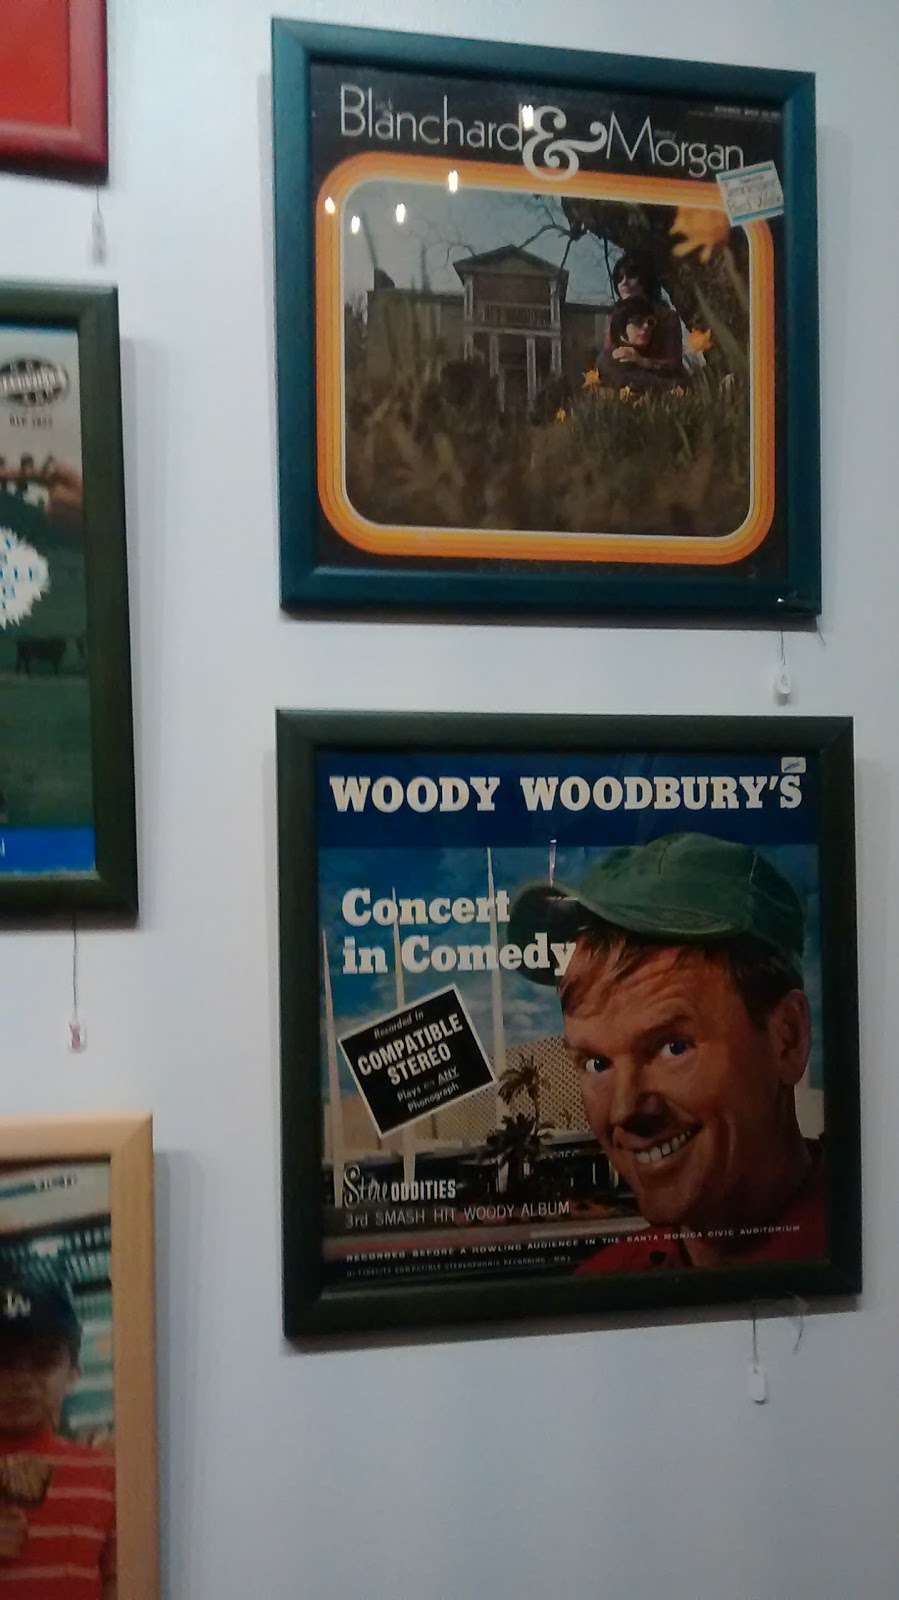 Blanchard & Morgan
WOODY WOODBURY'S
Concert
in Comedy
Recorded in
COMPATIBLE
STEREO
Plays on ANY
Phonograph
StereODDITIES
3rd SMASH HIT WOODY ALBUM
RECORDED BEFORE A HOWLING AUDIENCE IN THE SANTA MONICA CIVIC AUDITORIUM
LA